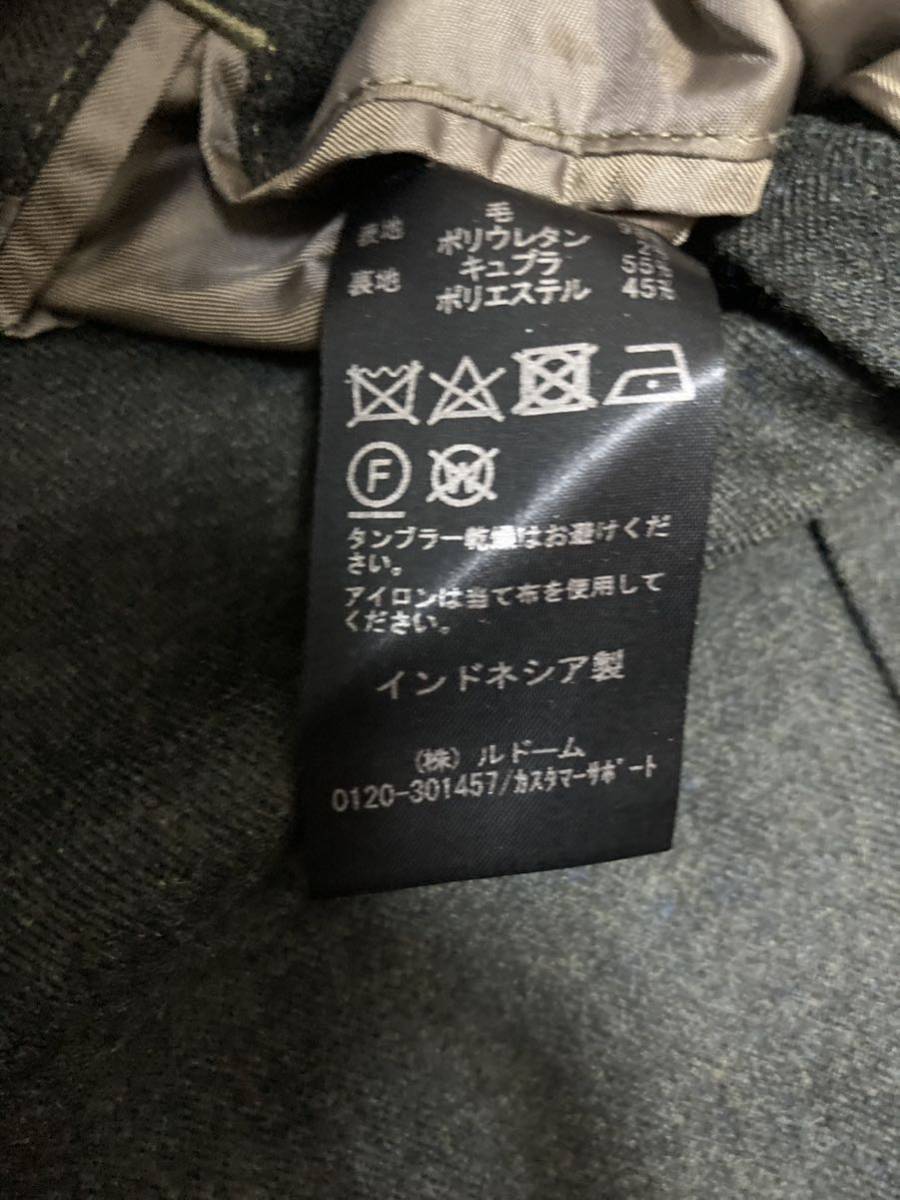 毛
表地 ポリウレタン
裏地 キュプラ 55%
ポリエステル 45%
F
W
タンブラー乾燥はお避けくだ
さい。
アイロンは当て布を使用して
ください。
インドネシア製
(株)ルドーム
0120-301457/カスタマーサポート